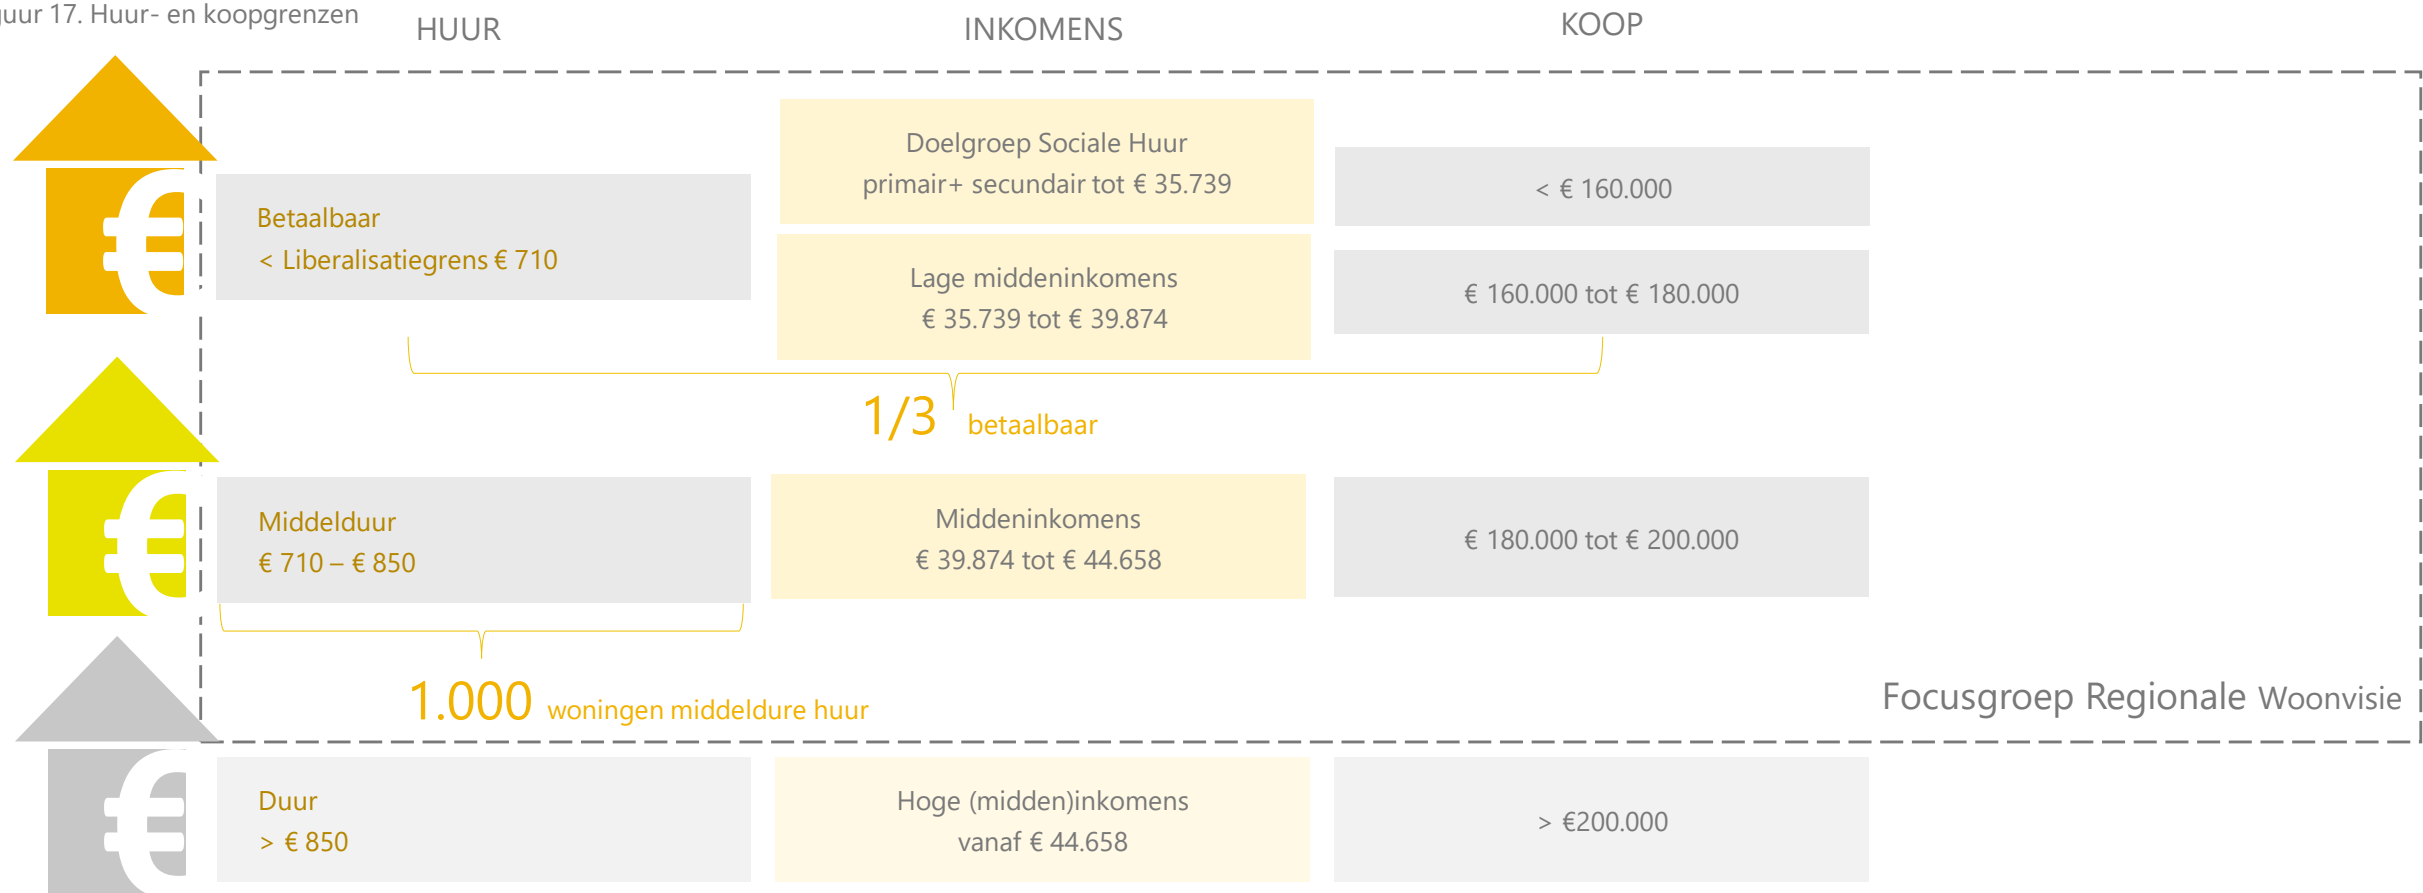 guur 17. Huur- en koopgrenzen
HUUR
INKOMENS
KOOP
Doelgroep Sociale Huur
primair+ secundair tot € 35.739
< € 160.000
Betaalbaar
< Liberalisatiegrens € 710
Lage middeninkomens
€ 35.739 tot € 39.874
€ 160.000 tot € 180.000
1/3 betaalbaar
Middelduur
€ 710 – € 850
Middeninkomens
€ 39.874 tot € 44.658
€ 180.000 tot € 200.000
1.000 woningen middeldure huur
Focusgroep Regionale Woonvisie
Duur
> € 850
Hoge (midden)inkomens
vanaf € 44.658
> €200.000
€
€
€